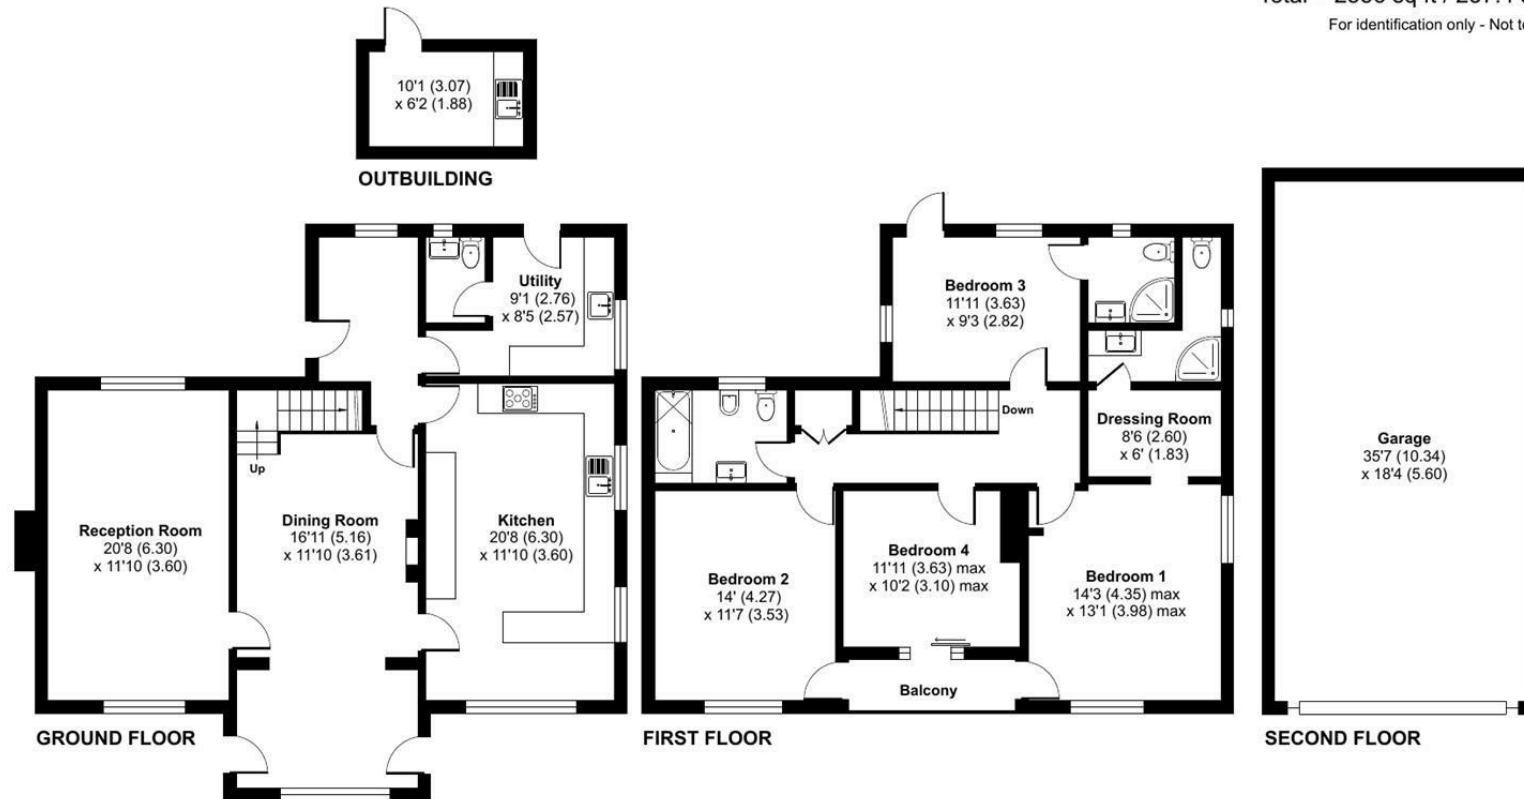 For identification only - Not
10'1 (3.07)
x 6'2 (1.88)
OUTBUILDING
Utility
9'1 (2.76)
x 8'5 (2.57)
Up
Reception Room
20'8 (6.30)
x 11'10 (3.60)
Dining Room
16'11 (5.16)
x 11'10 (3.61)
Kitchen
20'8 (6.30)
x 11'10 (3.60)
GROUND FLOOR
Bedroom 3
11'11 (3.63)
x 9'3 (2.82)
Down
Dressing Room
8'6 (2.60)
x 6' (1.83)
Bedroom 2
14' (4.27)
x 11'7 (3.53)
Bedroom 4
11'11 (3.63) max
x 10'2 (3.10) max
Bedroom 1
14'3 (4.35) max
x 13'1 (3.98) max
Balcony
FIRST FLOOR
Garage
35'7 (10.34)
x 18'4 (5.60)
SECOND FLOOR